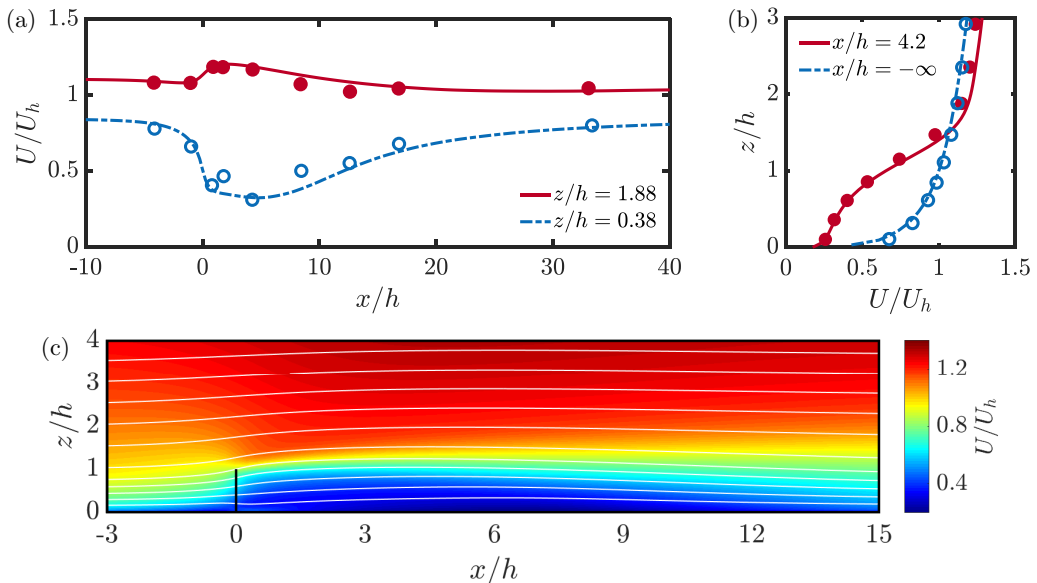 (a)
1.5
1
0.5
0
U/U_h
-10 0 10 20 30 40
x/h
z/h = 1.88
z/h = 0.38
(b)
3
2
1
0
z/h
x/h = 4.2
x/h = −∞
0 0.5 1 1.5
U/U_h
(c)
4
3
2
1
0
z/h
-3 0 3 6 9 12 15
x/h
1.2
0.8
0.4
U/U_h